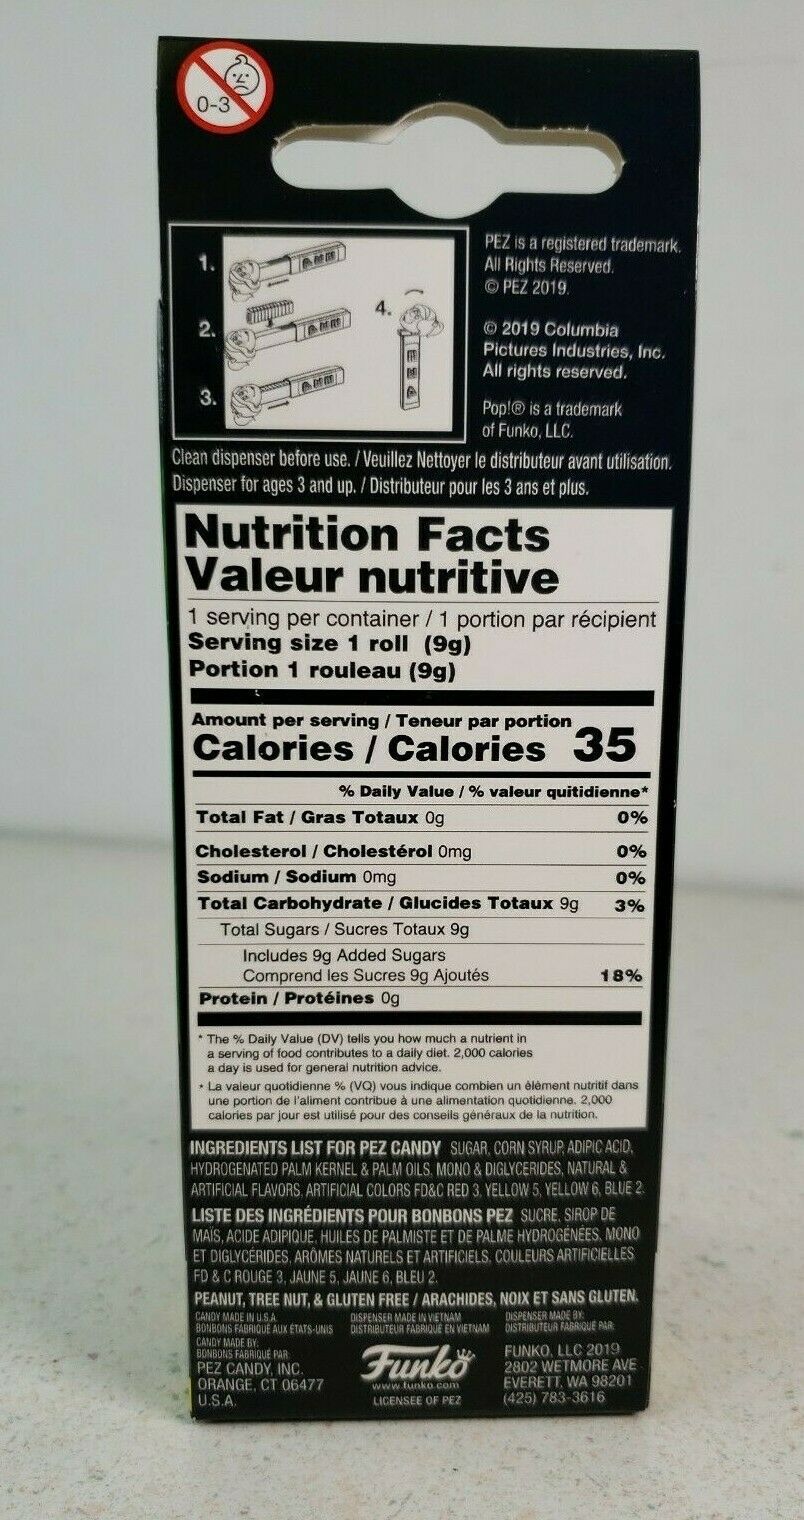 0-3
1.
2.
3.
4.
PEZ is a registered trademark.
All Rights Reserved.
© PEZ 2019.
© 2019 Columbia
Pictures Industries, Inc.
All rights reserved.
Pop!® is a trademark
of Funko, LLC.
Clean dispenser before use. / Veuillez Nettoyer le distributeur avant utilisation.
Dispenser for ages 3 and up. / Distributeur pour les 3 ans et plus.
Nutrition Facts
Valeur nutritive
1 serving per container / 1 portion par récipient
Serving size 1 roll (9g)
Portion 1 rouleau (9g)
Amount per serving / Teneur par portion
Calories / Calories 35
% Daily Value / % valeur quitidienne*
Total Fat / Gras Totaux 0g 0%
Cholesterol / Cholestérol 0mg 0%
Sodium / Sodium 0mg 0%
Total Carbohydrate / Glucides Totaux 9g 3%
Total Sugars / Sucres Totaux 9g
Includes 9g Added Sugars
Comprend les Sucres 9g Ajoutés 18%
Protein / Protéines 0g
* The % Daily Value (DV) tells you how much a nutrient in
a serving of food contributes to a daily diet. 2,000 calories
a day is used for general nutrition advice.
* La valeur quotidienne % (VQ) vous indique combien un élément nutritif dans
une portion de l'aliment contribue à une alimentation quotidienne. 2,000
calories par jour est utilisé pour des conseils généraux de la nutrition.
INGREDIENTS LIST FOR PEZ CANDY SUGAR, CORN SYRUP, ADIPIC ACID,
HYDROGENATED PALM KERNEL & PALM OILS, MONO & DIGLYCERIDES, NATURAL &
ARTIFICIAL FLAVORS, ARTIFICIAL COLORS FD&C RED 3, YELLOW 5, YELLOW 6, BLUE 2.
LISTE DES INGRÉDIENTS POUR BONBONS PEZ SUCRE, SIROP DE
MAÏS, ACIDE ADIPIQUE, HUILES DE PALMISTE ET DE PALME HYDROGÉNÉES, MONO
ET DIGLYCÉRIDES, ARÔMES NATURELS ET ARTIFICIELS, COULEURS ARTIFICIELLES
FD & C ROUGE 3, JAUNE 5, JAUNE 6, BLEU 2.
PEANUT, TREE NUT, & GLUTEN FREE / ARACHIDES, NOIX ET SANS GLUTEN.
CANDY MADE IN U.S.A.
BONBONS FABRIQUÉ AUX ÉTATS-UNIS
CANDY MADE BY:
BONBONS FABRIQUÉ PAR:
PEZ CANDY, INC.
ORANGE, CT 06477
U.S.A.
DISPENSER MADE IN VIETNAM
DISTRIBUTEUR FABRIQUÉ EN VIETNAM
Funko
www.funko.com
LICENSEE OF PEZ
DISPENSER MADE BY:
DISTRIBUTEUR FABRIQUÉ PAR:
FUNKO, LLC 2019
2802 WETMORE AVE
EVERETT, WA 98201
(425) 783-3616